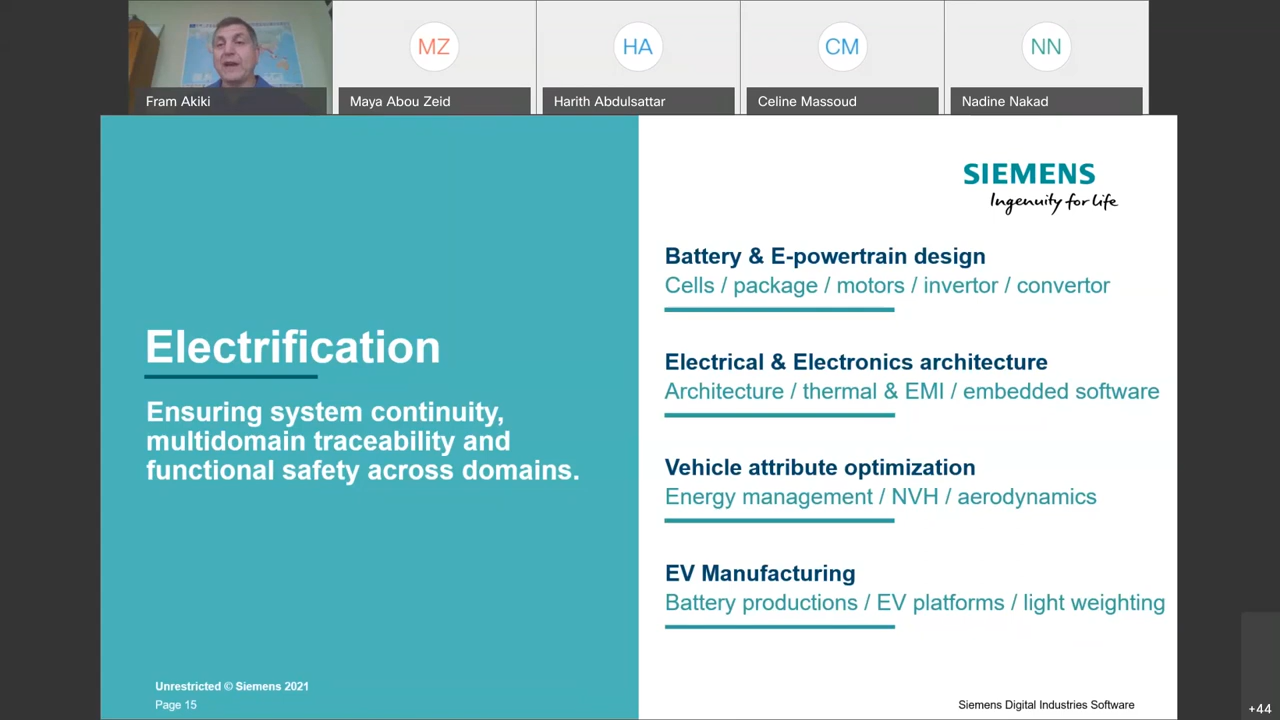 MZ
HA
CM
NN
Fram Akiki
Maya Abou Zeid
Harith Abdulsattar
Celine Massoud
Nadine Nakad
Electrification
Ensuring system continuity,
multidomain traceability and
functional safety across domains.
Unrestricted © Siemens 2021
Page 15
SIEMENS
Ingenuity for life
Battery & E-powertrain design
Cells / package / motors / invertor / convertor
Electrical & Electronics architecture
Architecture / thermal & EMI / embedded software
Vehicle attribute optimization
Energy management / NVH / aerodynamics
EV Manufacturing
Battery productions / EV platforms / light weighting
Siemens Digital Industries Software
+44